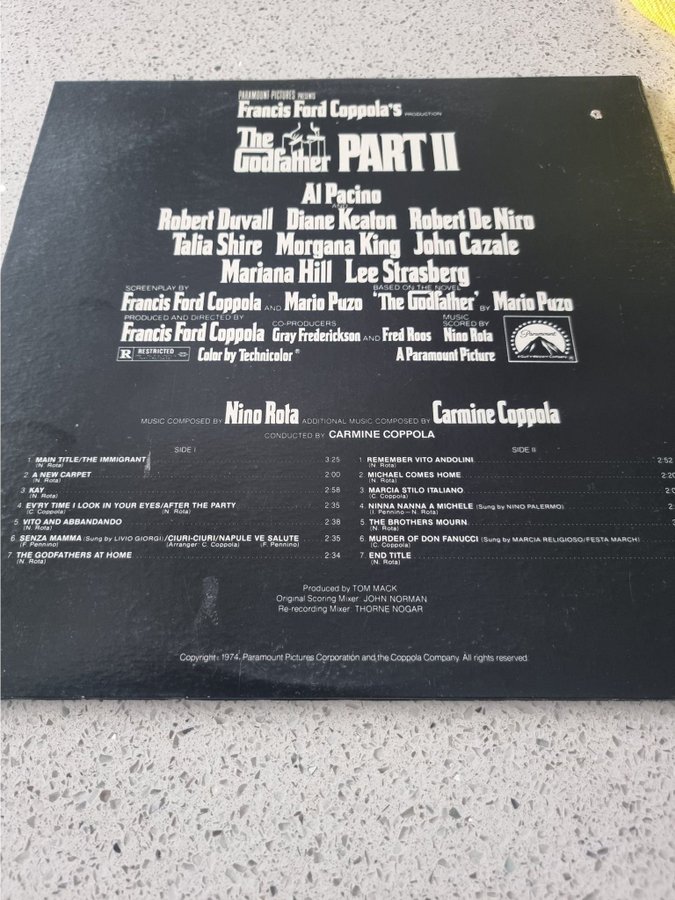 PARAMOUNT PICTURES PRESENTS
Francis Ford Coppola's PRODUCTION
The Godfather PART II
Al Pacino
AND
Robert Duvall Diane Keaton Robert De Niro
Talia Shire Morgana King John Cazale
Mariana Hill Lee Strasberg
SCREENPLAY BY BASED ON THE NOVEL
Francis Ford Coppola AND Mario Puzo 'The Godfather' BY Mario Puzo
PRODUCED AND DIRECTED BY CO-PRODUCERS MUSIC SCORED BY
Francis Ford Coppola Gray Frederickson AND Fred Roos Nino Rota
R RESTRICTED Color by Technicolor® A Paramount Picture
Paramount
MUSIC COMPOSED BY Nino Rota ADDITIONAL MUSIC COMPOSED BY Carmine Coppola
CONDUCTED BY CARMINE COPPOLA
SIDE I
1 MAIN TITLE/THE IMMIGRANT 3:25
(N. Rota)
2 A NEW CARPET 2:00
(N. Rota)
3 KAY 2:58
(N. Rota)
4 EV'RY TIME I LOOK IN YOUR EYES/AFTER THE PARTY 2:35
(C. Coppola) (N. Rota)
5 VITO AND ABBANDANDO 2:38
(N. Rota)
6 SENZA MAMMA (Sung by LIVIO GIORGI)/CIURI-CIURI/NAPULE VE SALUTE 2:35
(F. Pennino) (Arranger: C. Coppola) (F. Pennino)
7 THE GODFATHERS AT HOME 2:34
(N. Rota)
SIDE II
1 REMEMBER VITO ANDOLINI 2:52
(N. Rota)
2 MICHAEL COMES HOME
(N. Rota)
3 MARCIA STILO ITALIANO
(C. Coppola)
4 NINNA NANNA A MICHELE (Sung by NINO PALERMO)
(I. Pennino - N. Rota)
5 THE BROTHERS MOURN
(N. Rota)
6 MURDER OF DON FANUCCI (Sung by MARCIA RELIGIOSO/FESTA MARCH)
(C. Coppola)
7 END TITLE
(N. Rota)
Produced by TOM MACK
Original Scoring Mixer: JOHN NORMAN
Re-recording Mixer: THORNE NOGAR
Copyright 1974, Paramount Pictures Corporation and the Coppola Company. All rights reserved.